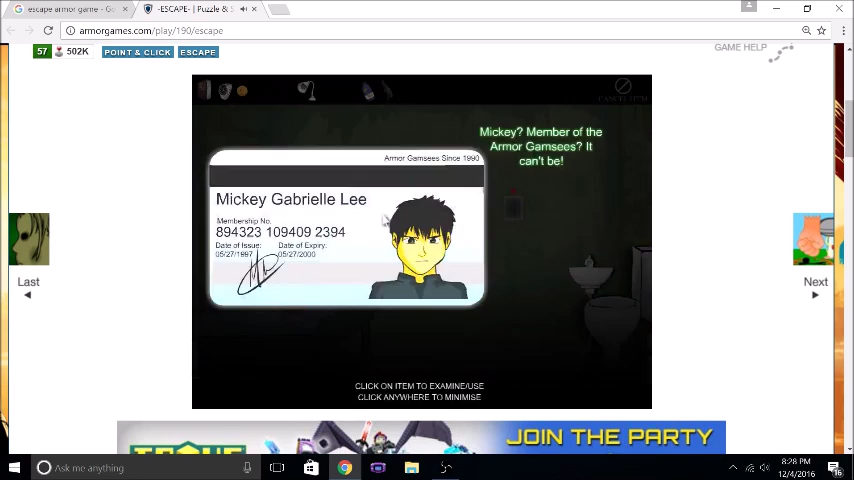 escape armor game - Go
-ESCAPE- | Puzzle & S
armorgames.com/play/190/escape
57
502K
POINT & CLICK
ESCAPE
GAME HELP
CANCEL ITEM
Armor Gamsees Since 1990
Mickey? Member of the
Armor Gamsees? It
can't be!
Mickey Gabrielle Lee
Membership No.
894323 109409 2394
Date of Issue:
Date of Expiry:
05/27/1997
05/27/2000
Last
Next
CLICK ON ITEM TO EXAMINE/USE
CLICK ANYWHERE TO MINIMISE
JOIN THE PARTY
Ask me anything
8:28 PM
12/4/2016
16